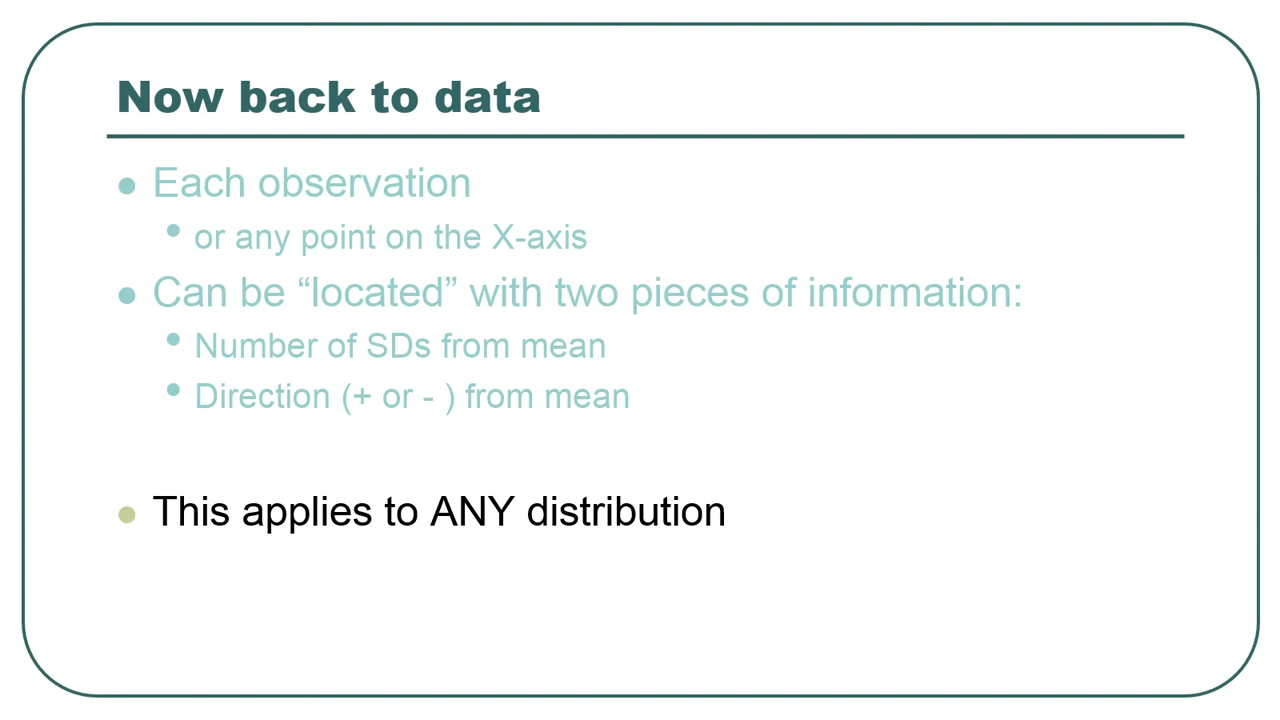 Now back to data
Each observation
or any point on the X-axis
Can be “located” with two pieces of information:
Number of SDs from mean
Direction (+ or - ) from mean
This applies to ANY distribution